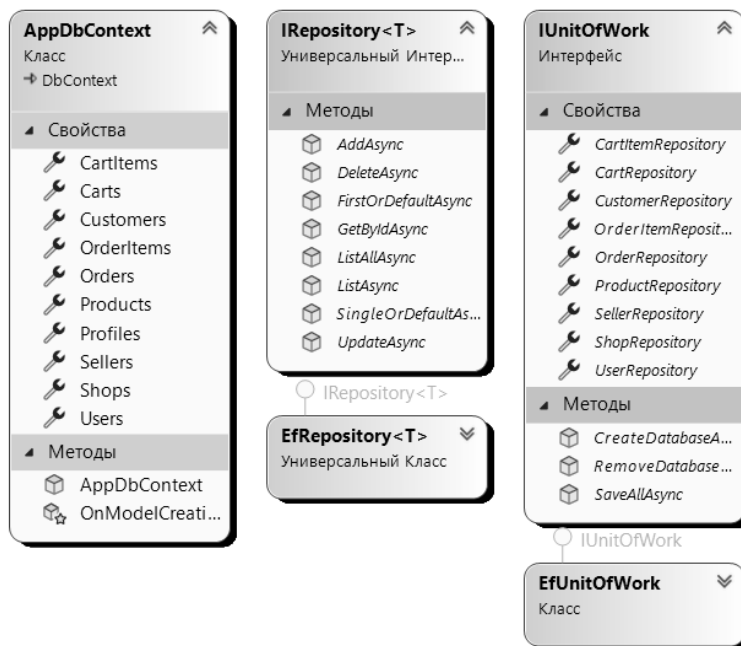 AppDbContext
Класс
DbContext
Свойства
CartItems
Carts
Customers
OrderItems
Orders
Products
Profiles
Sellers
Shops
Users
Методы
AppDbContext
OnModelCreati...
IRepository<T>
Универсальный Интер...
Методы
AddAsync
DeleteAsync
FirstOrDefaultAsync
GetByIdAsync
ListAllAsync
ListAsync
SingleOrDefaultAs...
UpdateAsync
IRepository<T>
EfRepository<T>
Универсальный Класс
IUnitOfWork
Интерфейс
Свойства
CartItemRepository
CartRepository
CustomerRepository
OrderItemReposit...
OrderRepository
ProductRepository
SellerRepository
ShopRepository
UserRepository
Методы
CreateDatabaseA...
RemoveDatabase...
SaveAllAsync
IUnitOfWork
EfUnitOfWork
Класс